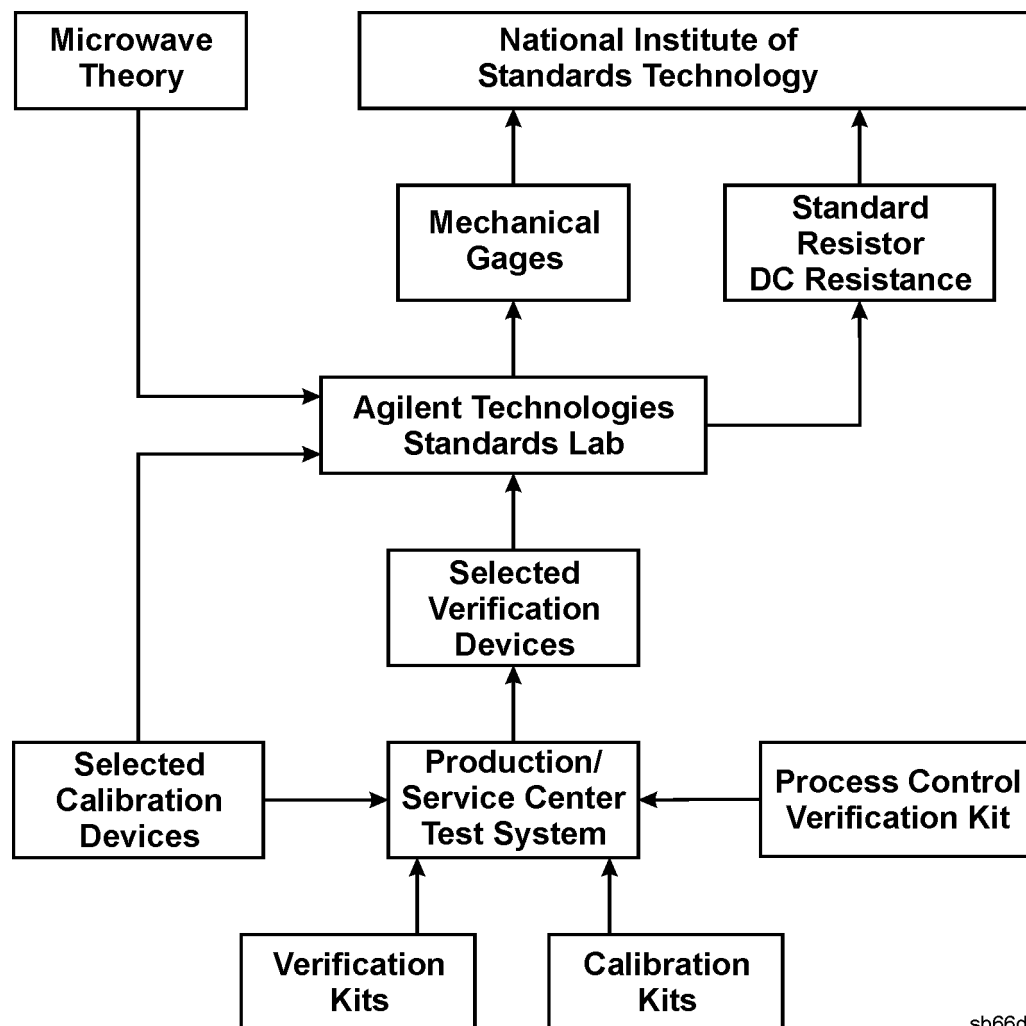 Microwave
Theory
National Institute of
Standards Technology
Mechanical
Gages
Standard
Resistor
DC Resistance
Agilent Technologies
Standards Lab
Selected
Verification
Devices
Selected
Calibration
Devices
Production/
Service Center
Test System
Process Control
Verification Kit
Verification
Kits
Calibration
Kits
sb66d